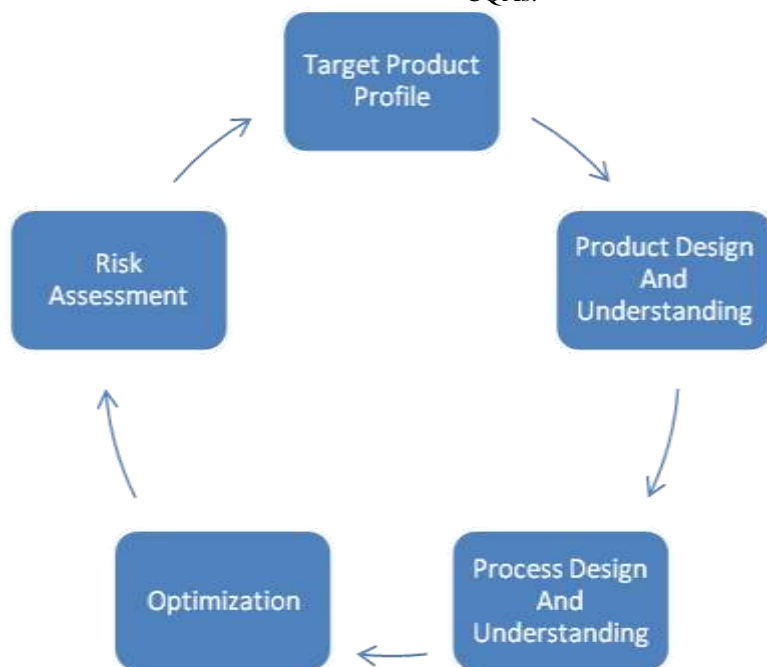 Target Product
Profile
Product Design
And
Understanding
Process Design
And
Understanding
Optimization
Risk
Assessment